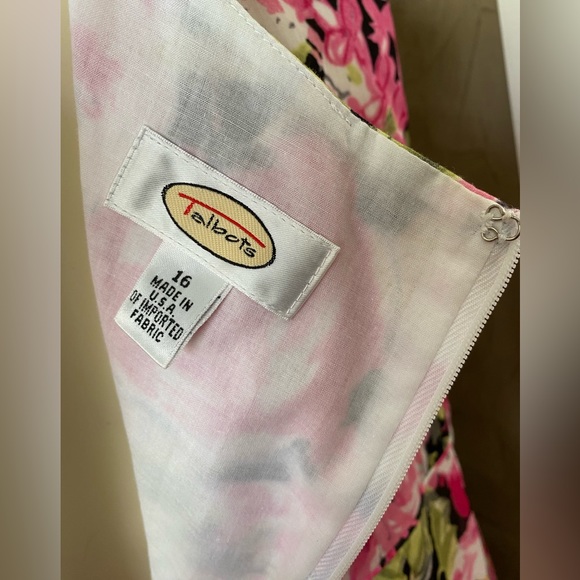 Talbots
16
MADE IN
U.S.A.
OF IMPORTED
FABRIC